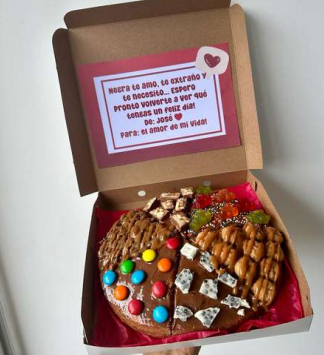 Negra te amo, te extraño y
te necesito... Espero
Pronto volverte a ver qué
tengas un feliz día!
De: José ❤
Para: el amor de mi Vida!